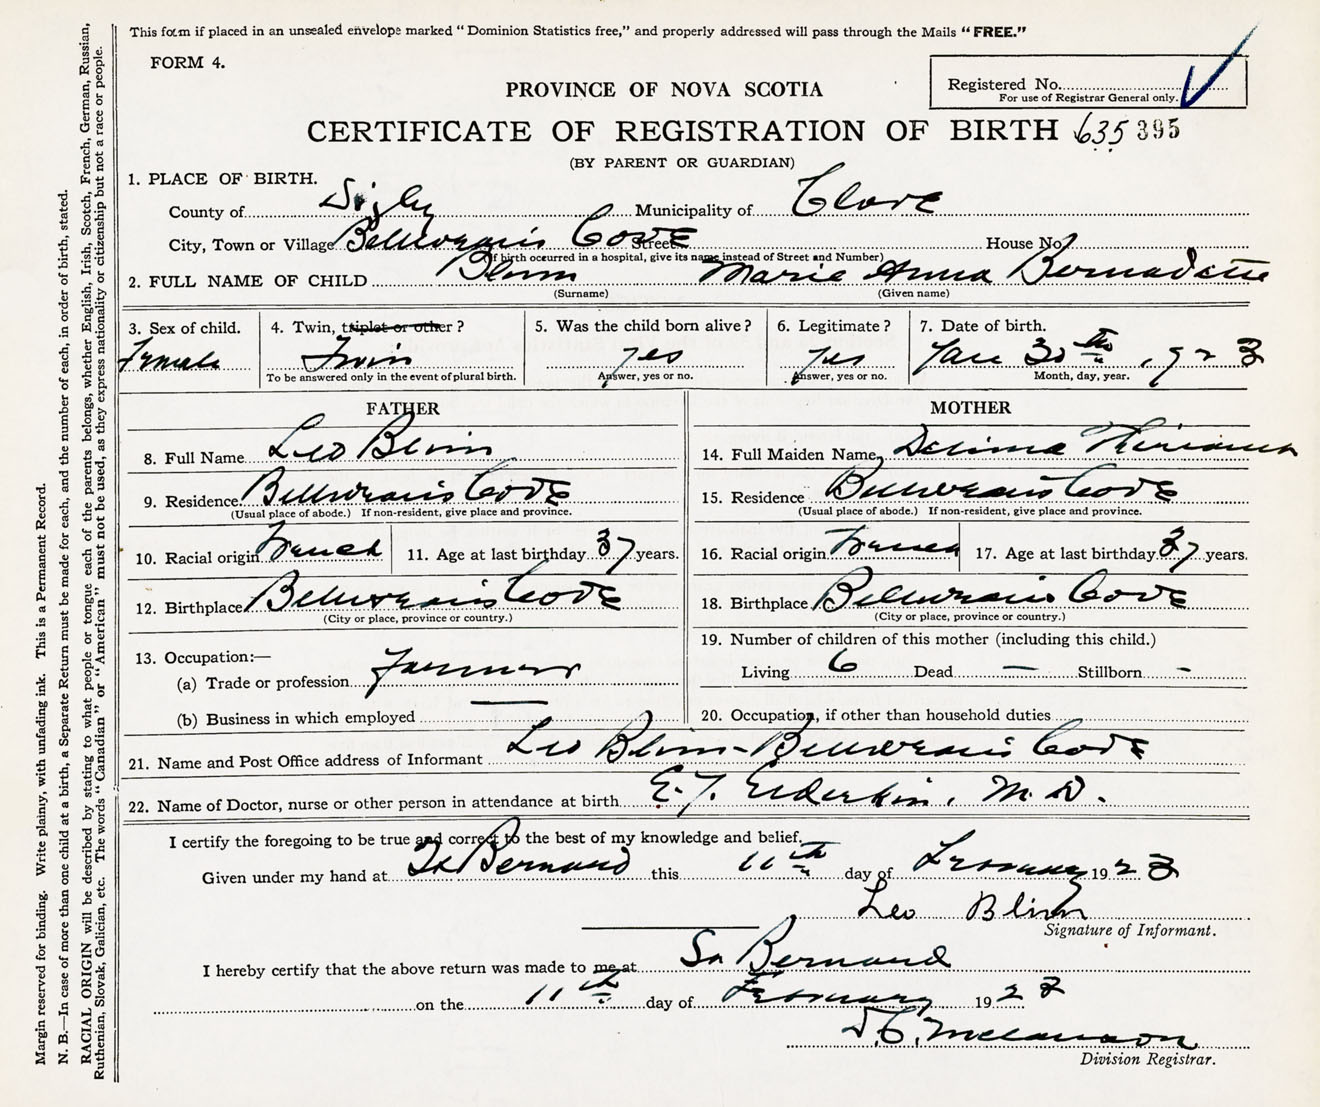 This form if placed in an unsealed envelope marked "Dominion Statistics free," and properly addressed will pass through the Mails "FREE."
FORM 4.
Registered No.
For use of Registrar General only.
PROVINCE OF NOVA SCOTIA
CERTIFICATE OF REGISTRATION OF BIRTH 635 395
(BY PARENT OR GUARDIAN)
1. PLACE OF BIRTH.
County of Digby Municipality of Clare
City, Town or Village Belliveau's Cove Street House No.
(If birth occurred in a hospital, give its name instead of Street and Number)
2. FULL NAME OF CHILD Blinn Marie Anna Bernadette
(Surname) (Given name)
3. Sex of child. Female
4. Twin, triplet or other? Twin
To be answered only in the event of plural birth.
5. Was the child born alive? yes
Answer, yes or no.
6. Legitimate? yes
Answer, yes or no.
7. Date of birth. Jan 30th 1923
Month, day, year.
FATHER
8. Full Name Leo Blinn
9. Residence Belliveau's Cove
(Usual place of abode.) If non-resident, give place and province.
10. Racial origin French 11. Age at last birthday 37 years.
12. Birthplace Belliveau's Cove
(City or place, province or country.)
13. Occupation:—
(a) Trade or profession Farmer
(b) Business in which employed —
MOTHER
14. Full Maiden Name Delima
15. Residence Belliveau's Cove
(Usual place of abode.) If non-resident, give place and province.
16. Racial origin French 17. Age at last birthday 37 years.
18. Birthplace Belliveau's Cove
(City or place, province or country.)
19. Number of children of this mother (including this child.)
Living 6 Dead — Stillborn -
20. Occupation, if other than household duties
21. Name and Post Office address of Informant Leo Blinn - Belliveau's Cove
22. Name of Doctor, nurse or other person in attendance at birth E. F. Elderkin, M.D.
I certify the foregoing to be true and correct to the best of my knowledge and belief.
Given under my hand at St Bernard this 11th day of February 1923
Leo Blinn
Signature of Informant.
I hereby certify that the above return was made to me at St Bernard
on the 11th day of February 1923
Melanson
Division Registrar.
Margin reserved for binding. Write plainly, with unfading ink. This is a Permanent Record.
N. B.—In case of more than one child at a birth, a Separate Return must be made for each, and the number of each, in order of birth, stated.
RACIAL ORIGIN will be described by stating to what people or tongue each of the parents belongs, whether English, Irish, Scotch, French, German, Russian,
Ruthenian, Slovak, Galician, etc. The words "Canadian" or "American" must not be used, as they express nationality or citizenship but not a race or people.